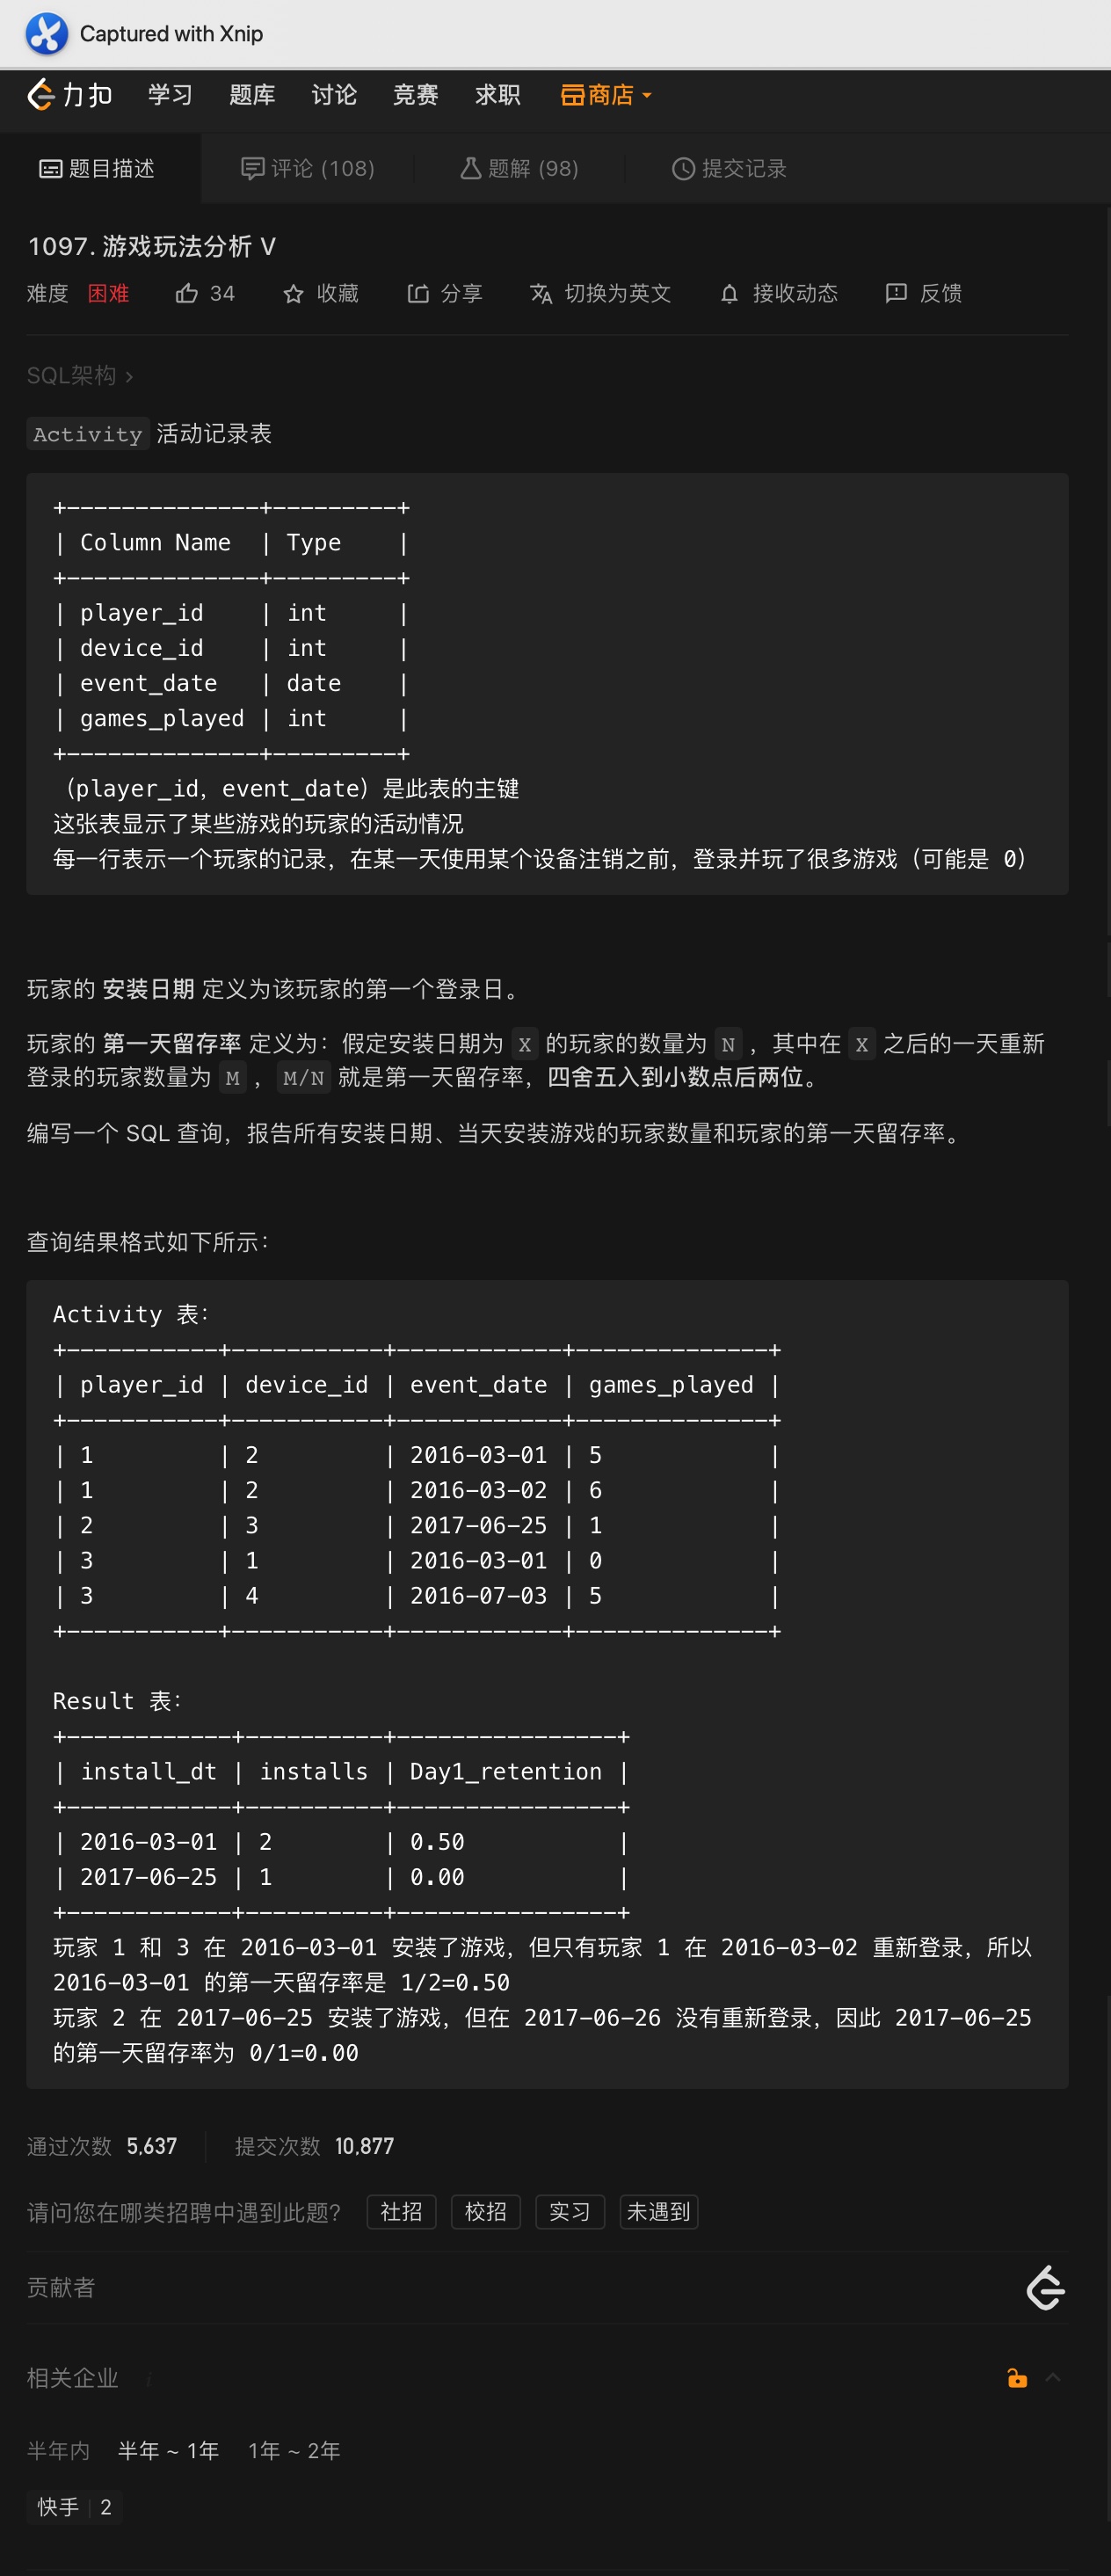 Captured with Xnip
力扣 学习 题库 讨论 竞赛 求职 商店
题目描述 评论 (108) 题解 (98) 提交记录
1097. 游戏玩法分析 V
难度 困难 34 收藏 分享 切换为英文 接收动态 反馈
SQL架构 >
Activity 活动记录表
+--------------+---------+
| Column Name  | Type    |
+--------------+---------+
| player_id    | int     |
| device_id    | int     |
| event_date   | date    |
| games_played | int     |
+--------------+---------+
（player_id，event_date）是此表的主键
这张表显示了某些游戏的玩家的活动情况
每一行表示一个玩家的记录，在某一天使用某个设备注销之前，登录并玩了很多游戏（可能是 0）
玩家的 安装日期 定义为该玩家的第一个登录日。
玩家的 第一天留存率 定义为：假定安装日期为 X 的玩家的数量为 N ，其中在 X 之后的一天重新
登录的玩家数量为 M ，M/N 就是第一天留存率，四舍五入到小数点后两位。
编写一个 SQL 查询，报告所有安装日期、当天安装游戏的玩家数量和玩家的第一天留存率。
查询结果格式如下所示：
Activity 表：
+-----------+-----------+------------+--------------+
| player_id | device_id | event_date | games_played |
+-----------+-----------+------------+--------------+
| 1         | 2         | 2016-03-01 | 5            |
| 1         | 2         | 2016-03-02 | 6            |
| 2         | 3         | 2017-06-25 | 1            |
| 3         | 1         | 2016-03-01 | 0            |
| 3         | 4         | 2016-07-03 | 5            |
+-----------+-----------+------------+--------------+
Result 表：
+------------+----------+----------------+
| install_dt | installs | Day1_retention |
+------------+----------+----------------+
| 2016-03-01 | 2        | 0.50           |
| 2017-06-25 | 1        | 0.00           |
+------------+----------+----------------+
玩家 1 和 3 在 2016-03-01 安装了游戏，但只有玩家 1 在 2016-03-02 重新登录，所以
2016-03-01 的第一天留存率是 1/2=0.50
玩家 2 在 2017-06-25 安装了游戏，但在 2017-06-26 没有重新登录，因此 2017-06-25
的第一天留存率为 0/1=0.00
通过次数 5,637 提交次数 10,877
请问您在哪类招聘中遇到此题? 社招 校招 实习 未遇到
贡献者
相关企业 i
半年内 半年 ~ 1年 1年 ~ 2年
快手 | 2